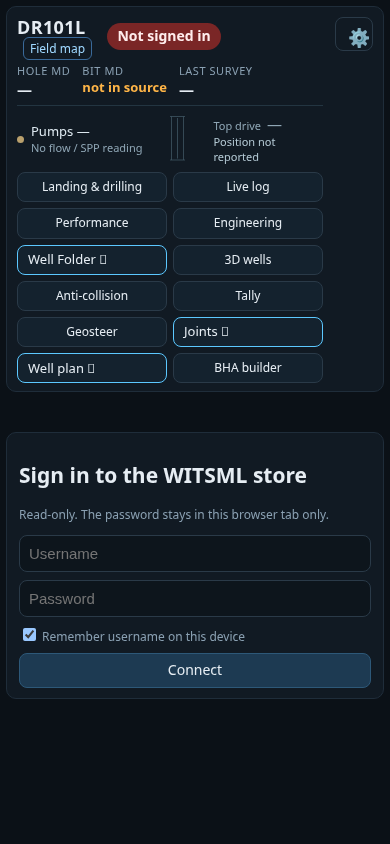 DR101L
Field map
Not signed in
HOLE MD
—
BIT MD
not in source
LAST SURVEY
—
Pumps —
No flow / SPP reading
Top drive —
Position not
reported
Landing & drilling
Live log
Performance
Engineering
Well Folder
3D wells
Anti-collision
Tally
Geosteer
Joints
Well plan
BHA builder
Sign in to the WITSML store
Read-only. The password stays in this browser tab only.
Username
Password
Remember username on this device
Connect